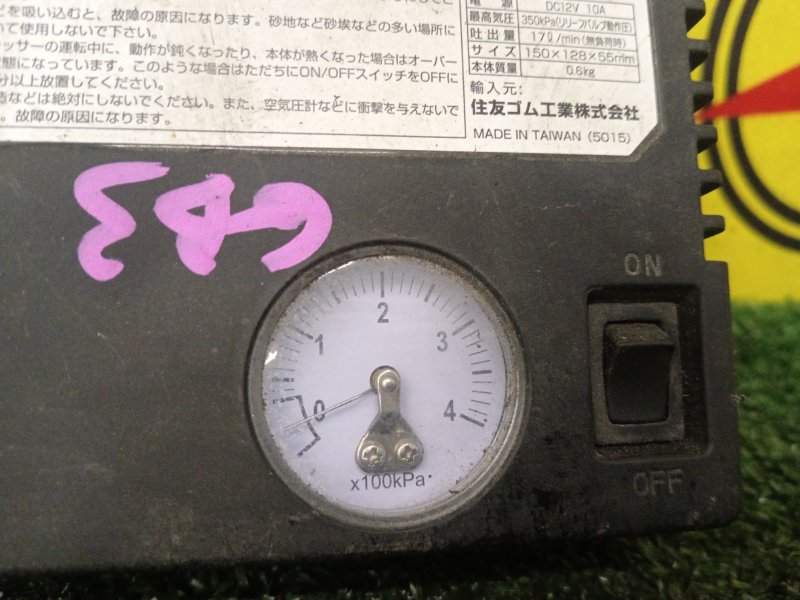 を吸い込むと、故障の原因になります。砂地など砂埃などの多い場所に
いて使用しないで下さい。
ッサーの運転中に、動作が鈍くなったり、本体が熱くなった場合はオーバー
態になっています。このような場合はただちにON/OFFスイッチをOFFに
分以上放置してください。
などは絶対にしないでください。また、空気圧計などに衝撃を与えないで
。故障の原因になります。
電源 DC12V 10A
最高気圧 350kPa(リリーフバルブ動作圧)
吐出量 17ℓ/min(無負荷時)
サイズ 150×128×55mm
本体質量 0.6kg
輸入元:
住友ゴム工業株式会社
MADE IN TAIWAN (5015)
0 1 2 3 4
x100kPa
ON
OFF